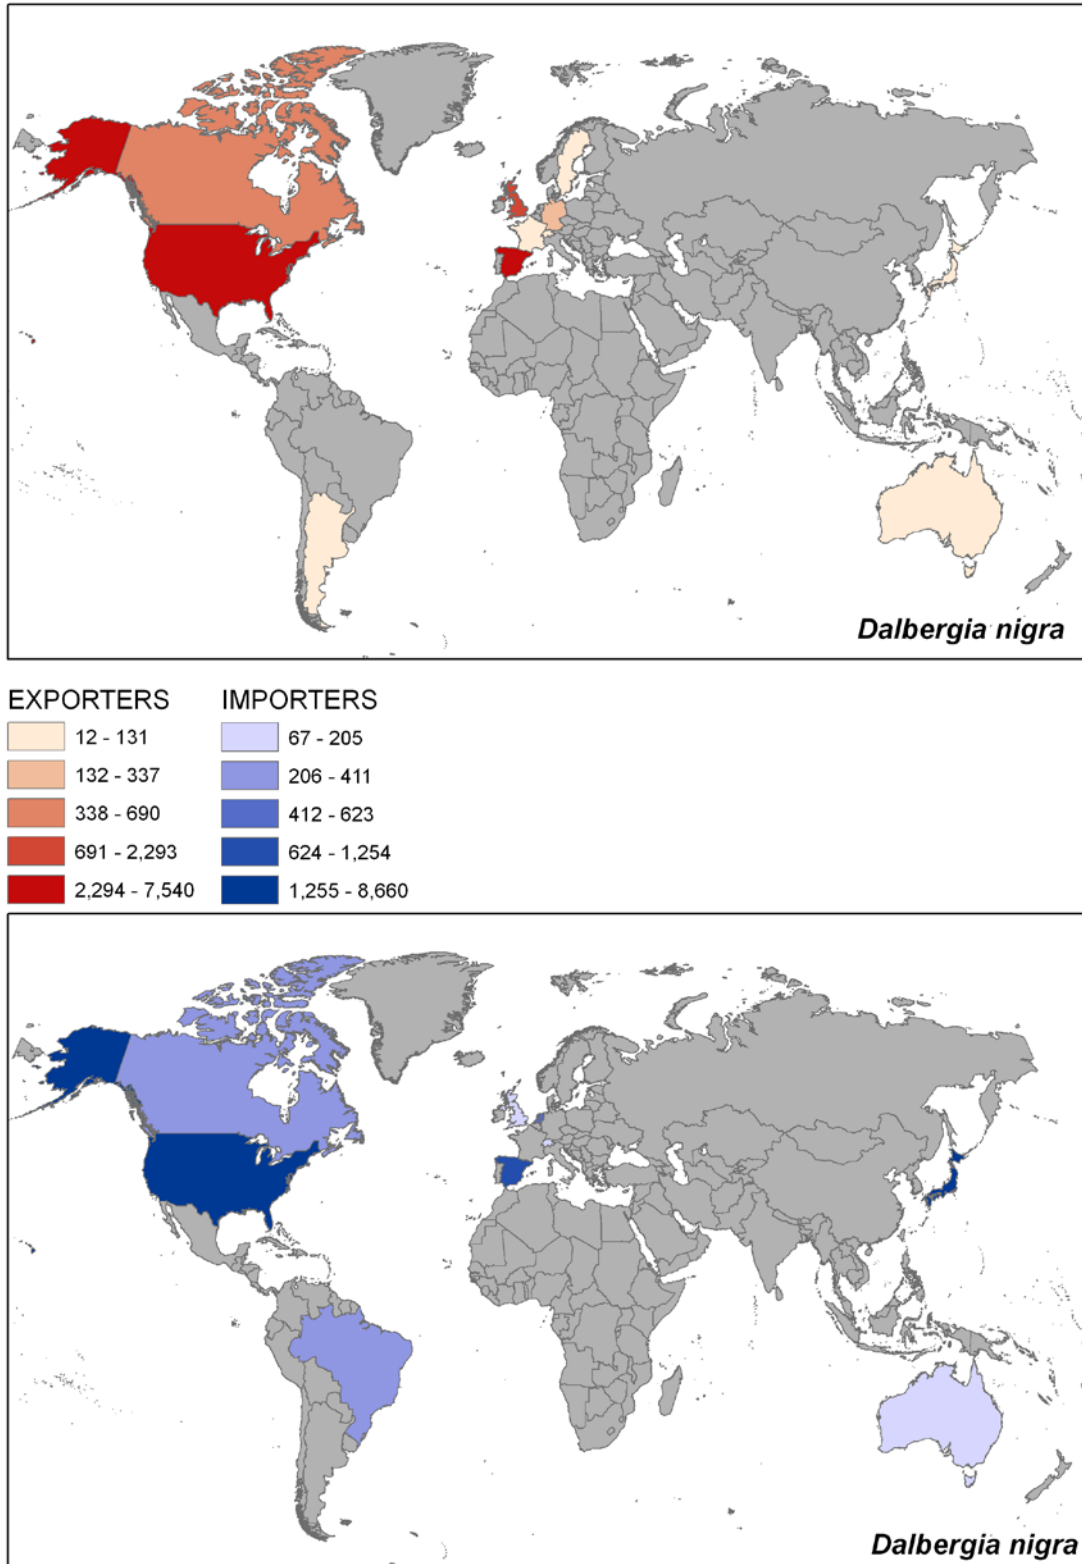 Dalbergia nigra
EXPORTERS IMPORTERS
12 - 131 67 - 205
132 - 337 206 - 411
338 - 690 412 - 623
691 - 2,293 624 - 1,254
2,294 - 7,540 1,255 - 8,660
Dalbergia nigra